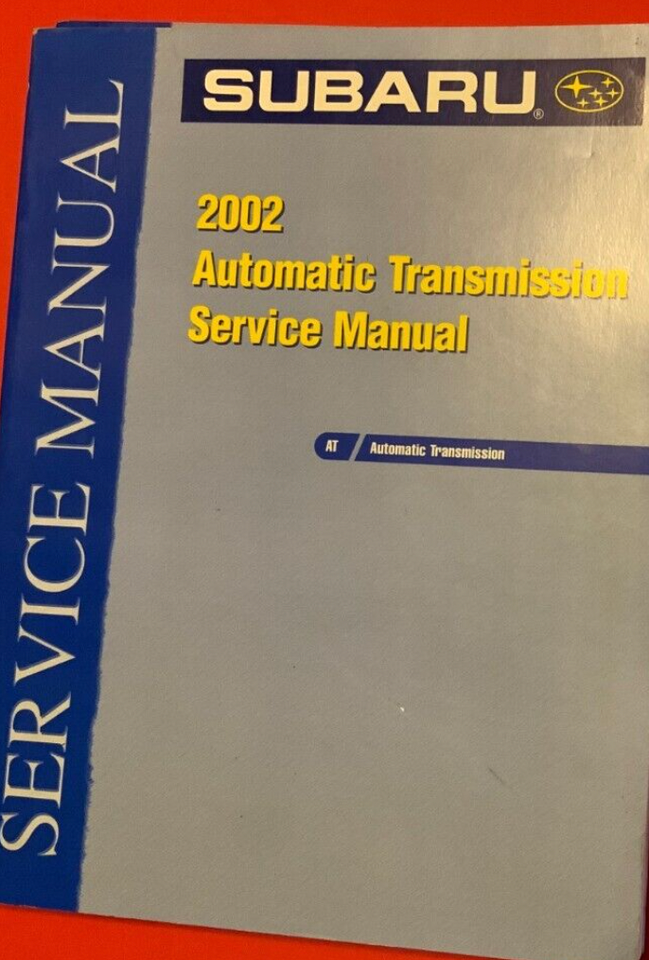 SERVICE MANUAL
SUBARU®
2002
Automatic Transmission
Service Manual
AT / Automatic Transmission